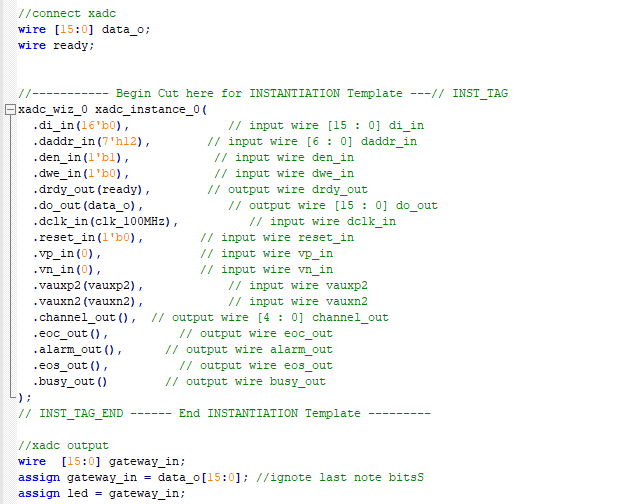 //connect xadc
wire [15:0] data_o;
wire ready;
//----------- Begin Cut here for INSTANTIATION Template ---// INST_TAG
xadc_wiz_0 xadc_instance_0(
.di_in(16'b0), // input wire [15 : 0] di_in
.daddr_in(7'h12), // input wire [6 : 0] daddr_in
.den_in(1'b1), // input wire den_in
.dwe_in(1'b0), // input wire dwe_in
.drdy_out(ready), // output wire drdy_out
.do_out(data_o), // output wire [15 : 0] do_out
.dclk_in(clk_100MHz), // input wire dclk_in
.reset_in(1'b0), // input wire reset_in
.vp_in(0), // input wire vp_in
.vn_in(0), // input wire vn_in
.vauxp2(vauxp2), // input wire vauxp2
.vauxn2(vauxn2), // input wire vauxn2
.channel_out(), // output wire [4 : 0] channel_out
.eoc_out(), // output wire eoc_out
.alarm_out(), // output wire alarm_out
.eos_out(), // output wire eos_out
.busy_out() // output wire busy_out
);
// INST_TAG_END ------ End INSTANTIATION Template ---------
//xadc output
wire [15:0] gateway_in;
assign gateway_in = data_o[15:0]; //ignote last note bitsS
assign led = gateway_in;